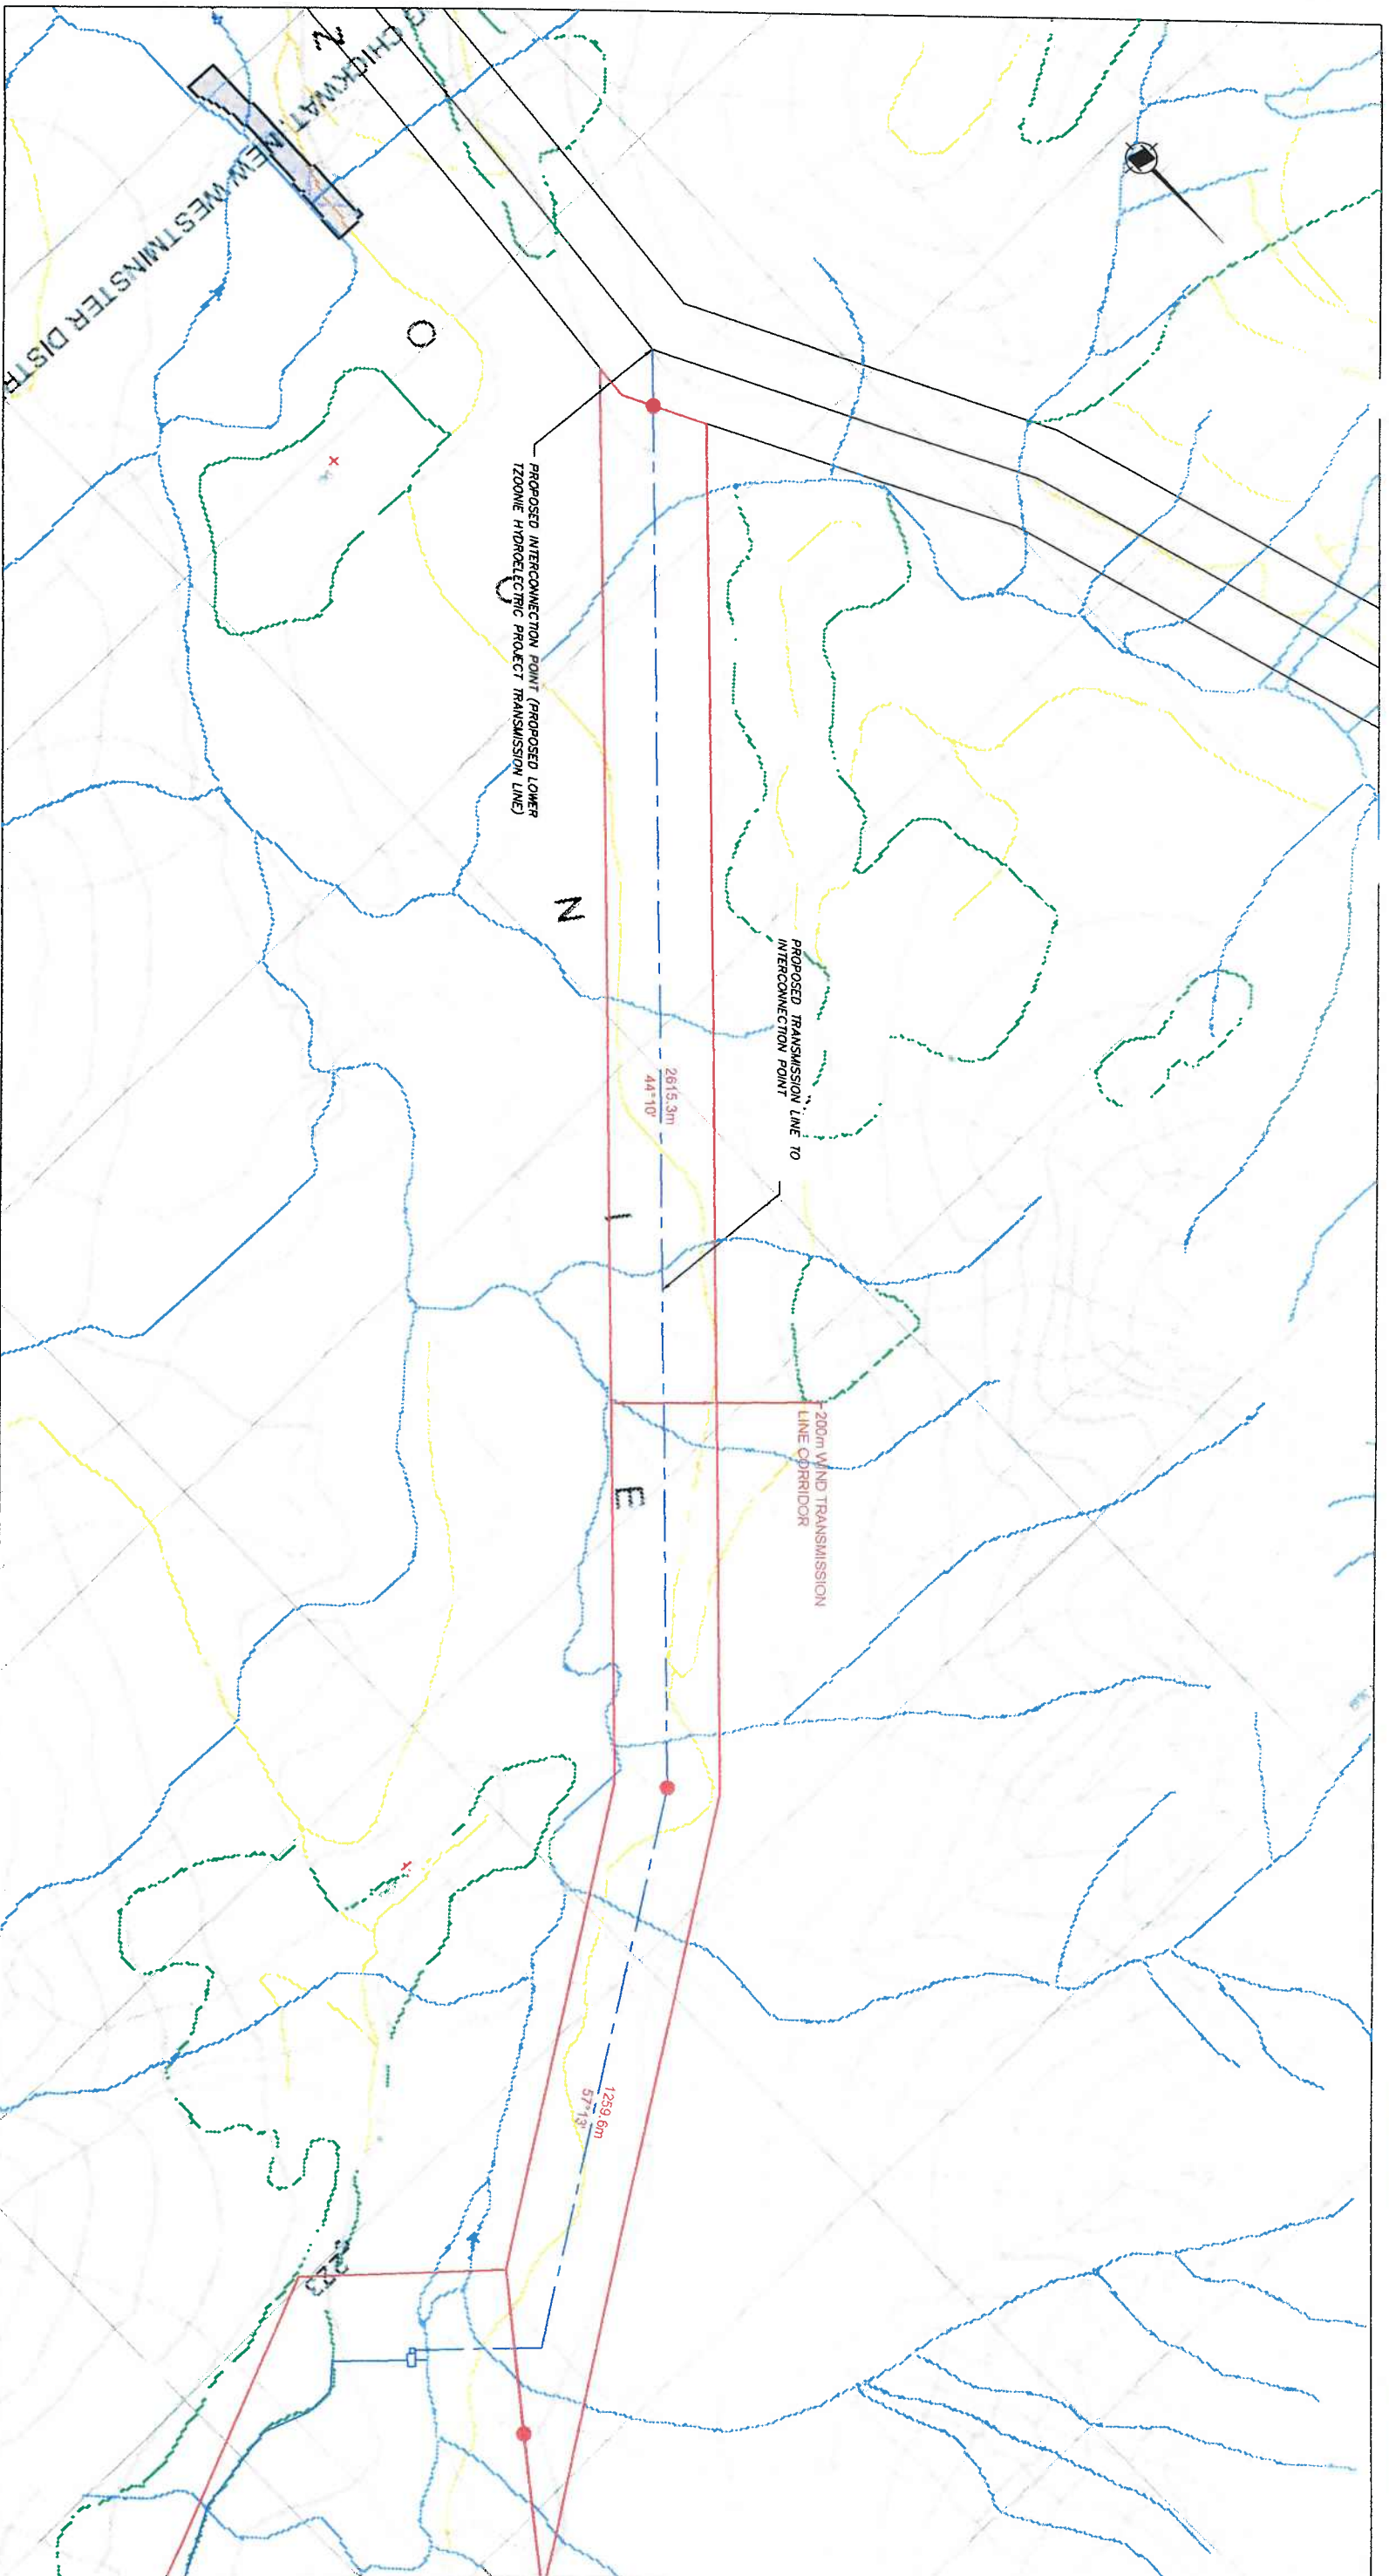 CHICKWAT
NEW WESTMINSTER DISTR
Z
O
O
N
I
E
PROPOSED INTERCONNECTION POINT (PROPOSED LOWER
TZOONIE HYDROELECTRIC PROJECT TRANSMISSION LINE)
PROPOSED TRANSMISSION LINE TO
INTERCONNECTION POINT
2615.3m
44°10'
200m WIND TRANSMISSION
LINE CORRIDOR
1259.6m
57°13'